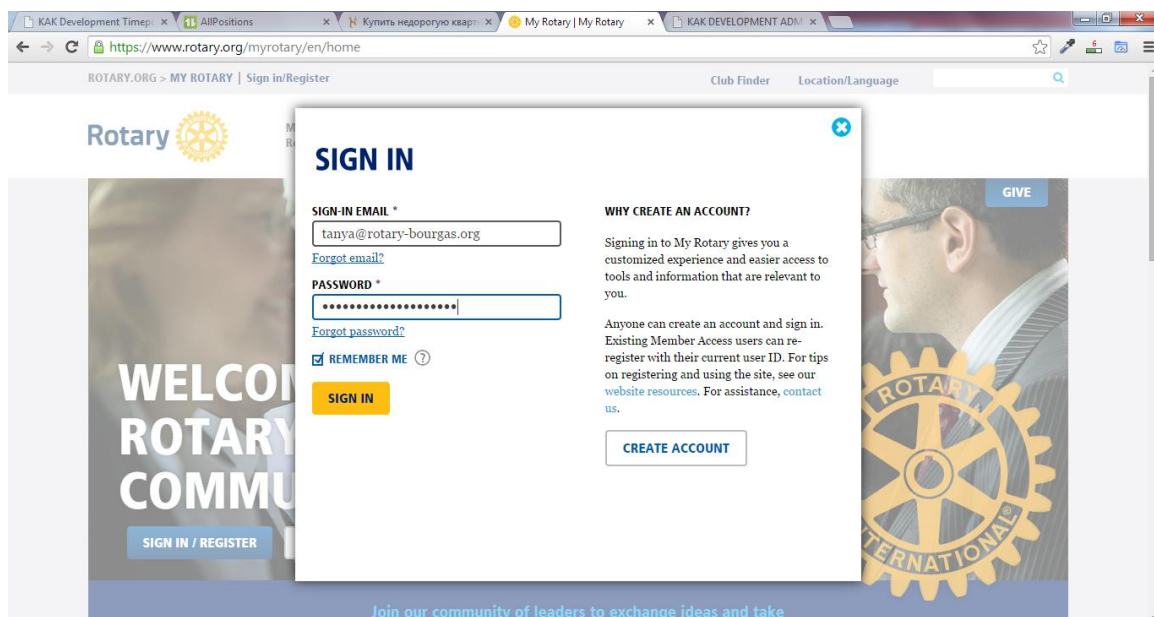 KAK Development Timepo
AllPositions
Купить недорогую кварти
My Rotary | My Rotary
KAK DEVELOPMENT ADM
https://www.rotary.org/myrotary/en/home
6
ROTARY.ORG > MY ROTARY | Sign in/Register
Club Finder
Location/Language
Rotary
SIGN IN
SIGN-IN EMAIL *
tanya@rotary-bourgas.org
Forgot email?
PASSWORD *
••••••••••••••••••••
Forgot password?
REMEMBER ME ?
SIGN IN
WHY CREATE AN ACCOUNT?
Signing in to My Rotary gives you a
customized experience and easier access to
tools and information that are relevant to
you.
Anyone can create an account and sign in.
Existing Member Access users can re-
register with their current user ID. For tips
on registering and using the site, see our
website resources. For assistance, contact
us.
CREATE ACCOUNT
GIVE
WELCOM
ROTARY
COMMU
SIGN IN / REGISTER
ROTARY
INTERNATIONAL
Join our community of leaders to exchange ideas and take